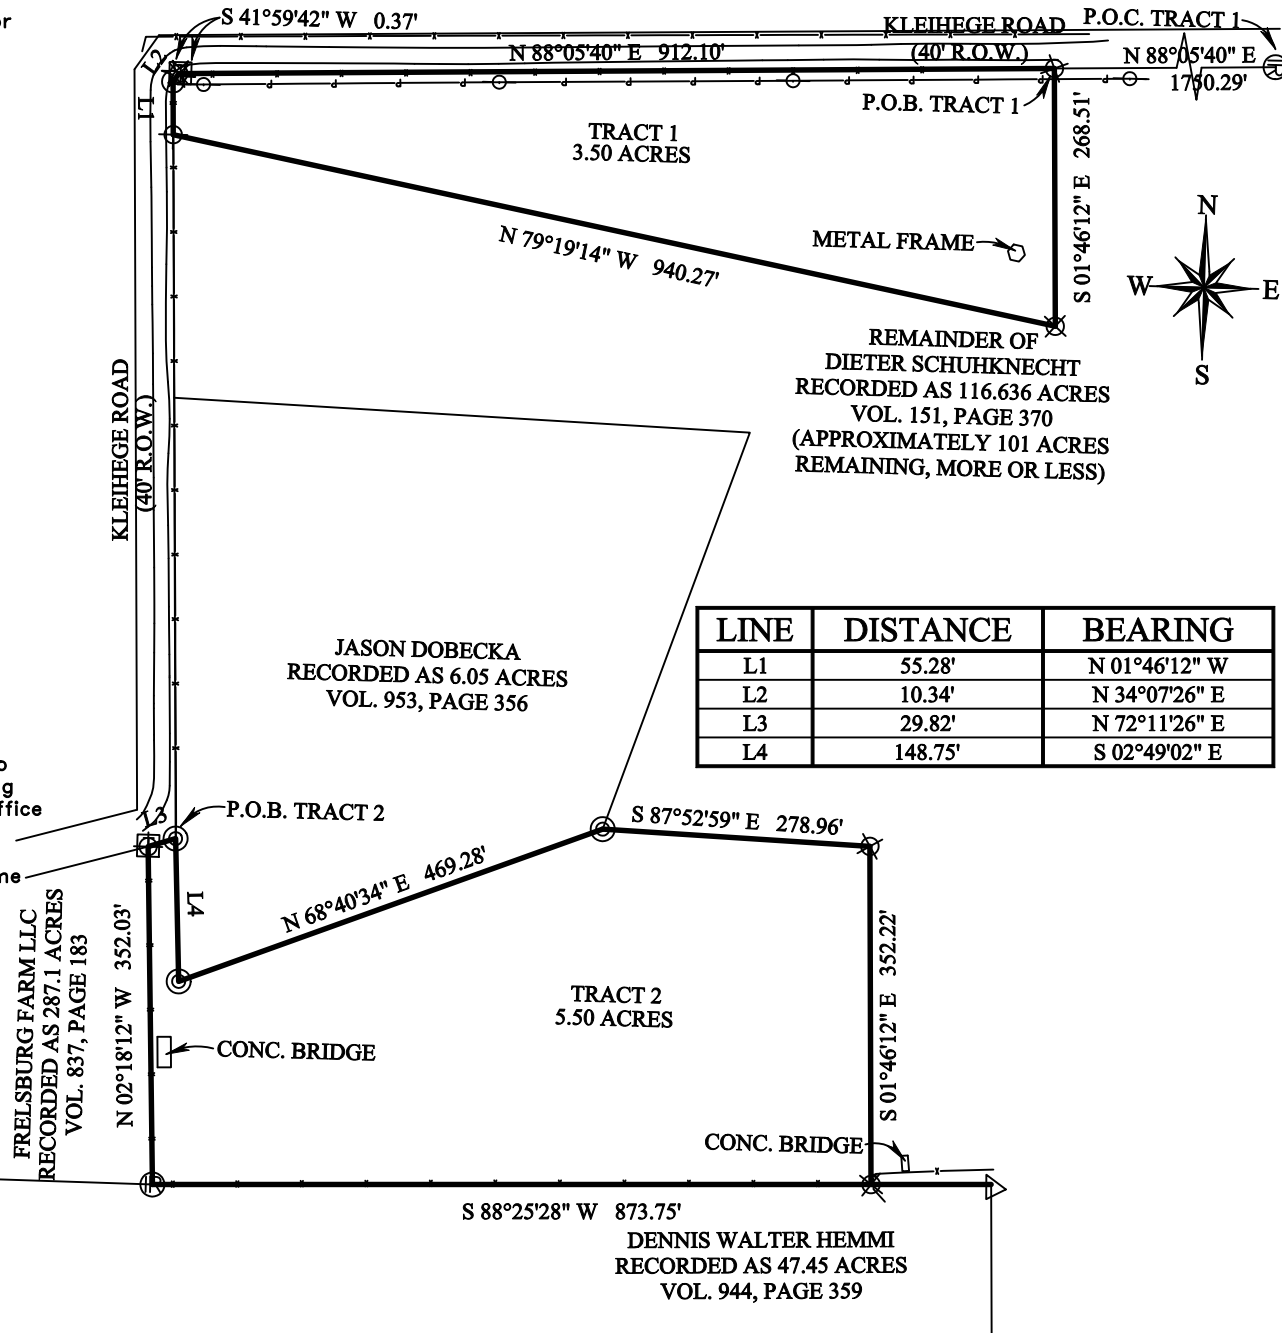 or
S 41°59'42" W 0.37'
KLEIHEGE ROAD
(40' R.O.W.)
P.O.C. TRACT 1
N 88°05'40" E 912.10'
N 88°05'40" E
1750.29'
L2
L1
P.O.B. TRACT 1
TRACT 1
3.50 ACRES
S 01°46'12" E 268.51'
METAL FRAME
N 79°19'14" W 940.27'
N
W
E
S
REMAINDER OF
DIETER SCHUHKNECHT
RECORDED AS 116.636 ACRES
VOL. 151, PAGE 370
(APPROXIMATELY 101 ACRES
REMAINING, MORE OR LESS)
KLEIHEGE ROAD
(40' R.O.W.)
JASON DOBECKA
RECORDED AS 6.05 ACRES
VOL. 953, PAGE 356
LINE DISTANCE BEARING
L1 55.28' N 01°46'12" W
L2 10.34' N 34°07'26" E
L3 29.82' N 72°11'26" E
L4 148.75' S 02°49'02" E
o
g
ffice
L3
P.O.B. TRACT 2
S 87°52'59" E 278.96'
me
L4
N 68°40'34" E 469.28'
FRELSBURG FARM LLC
RECORDED AS 287.1 ACRES
VOL. 837, PAGE 183
N 02°18'12" W 352.03'
TRACT 2
5.50 ACRES
S 01°46'12" E 352.22'
CONC. BRIDGE
CONC. BRIDGE
S 88°25'28" W 873.75'
DENNIS WALTER HEMMI
RECORDED AS 47.45 ACRES
VOL. 944, PAGE 359